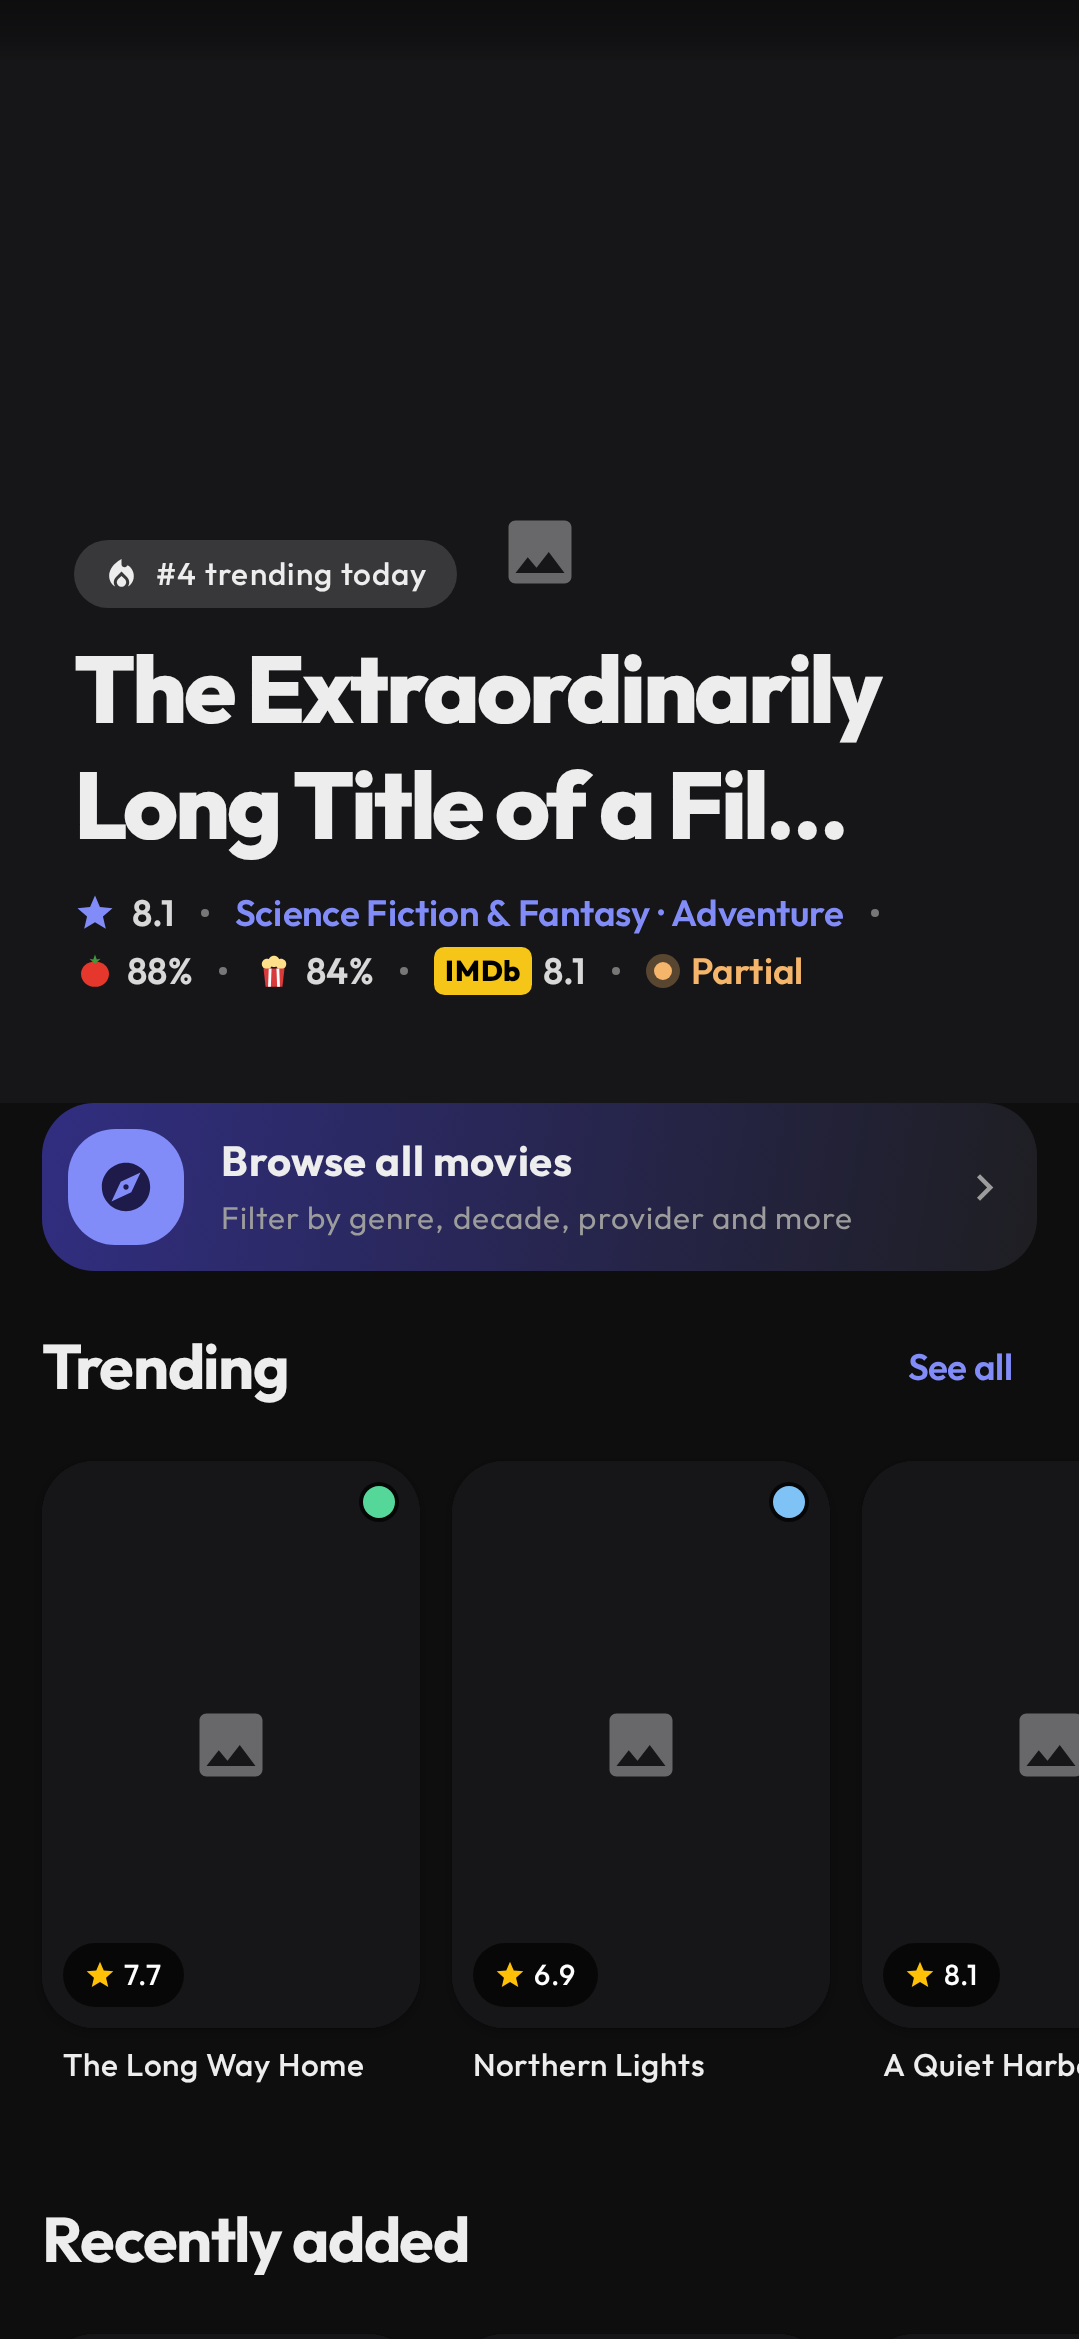 #4 trending today
The Extraordinarily
Long Title of a Fil...
8.1 • Science Fiction & Fantasy · Adventure •
88% • 84% • IMDb 8.1 • Partial
Browse all movies
Filter by genre, decade, provider and more
Trending
See all
7.7
6.9
8.1
The Long Way Home
Northern Lights
A Quiet Harb
Recently added